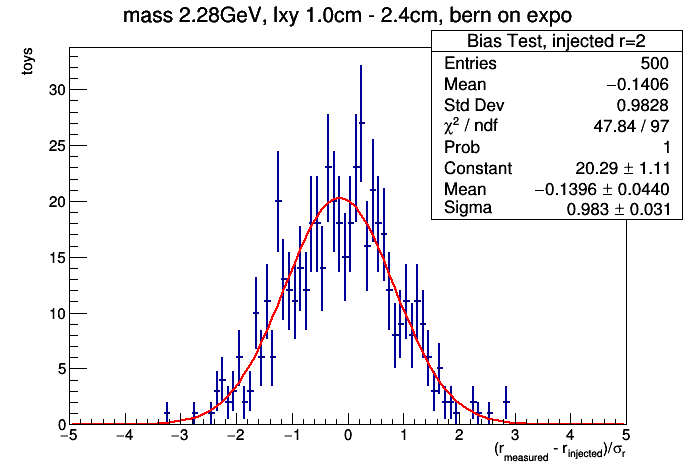 mass 2.28GeV, lxy 1.0cm - 2.4cm, bern on expo
Bias Test, injected r=2
Entries 500
Mean −0.1406
Std Dev 0.9828
χ² / ndf 47.84 / 97
Prob 1
Constant 20.29 ± 1.11
Mean −0.1396 ± 0.0440
Sigma 0.983 ± 0.031
toys
30
25
20
15
10
5
0
−5 −4 −3 −2 −1 0 1 2 3 4 5
(r_measured - r_injected)/σ_r